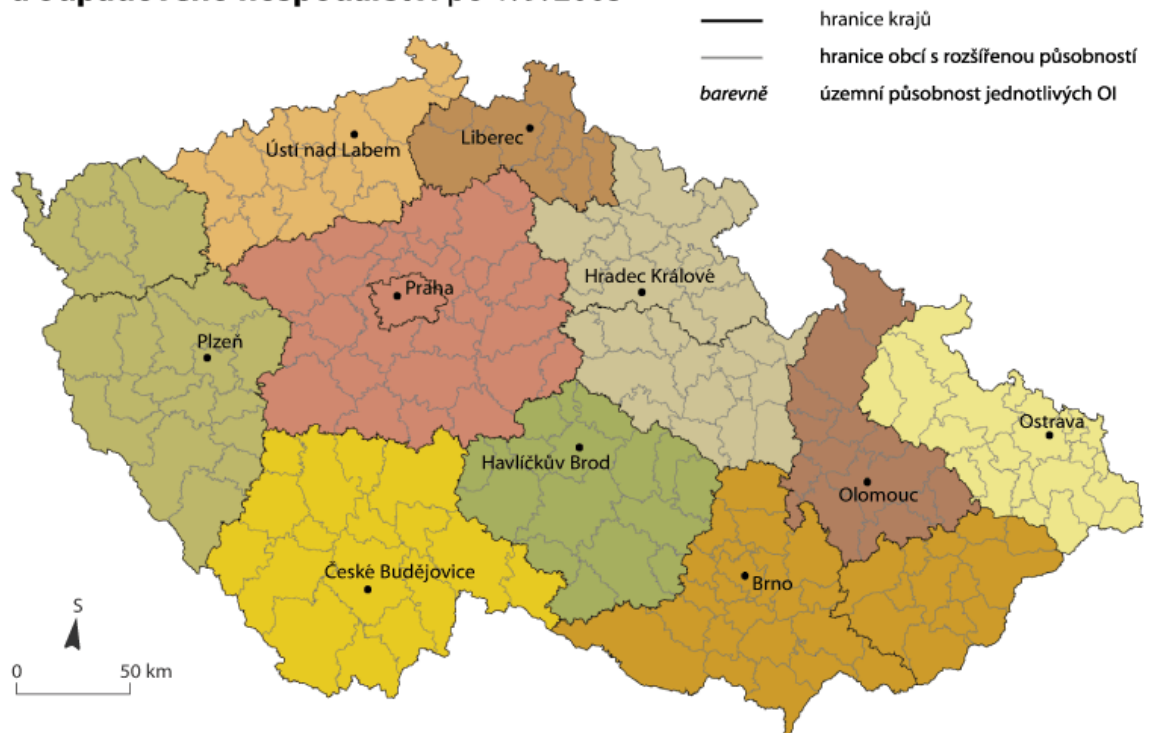 hranice krajů
hranice obcí s rozšířenou působností
barevně územní působnost jednotlivých OI
Liberec
Ústí nad Labem
Hradec Králové
Praha
Plzeň
Ostrava
Havlíčkův Brod
Olomouc
České Budějovice
Brno
S
0 50 km